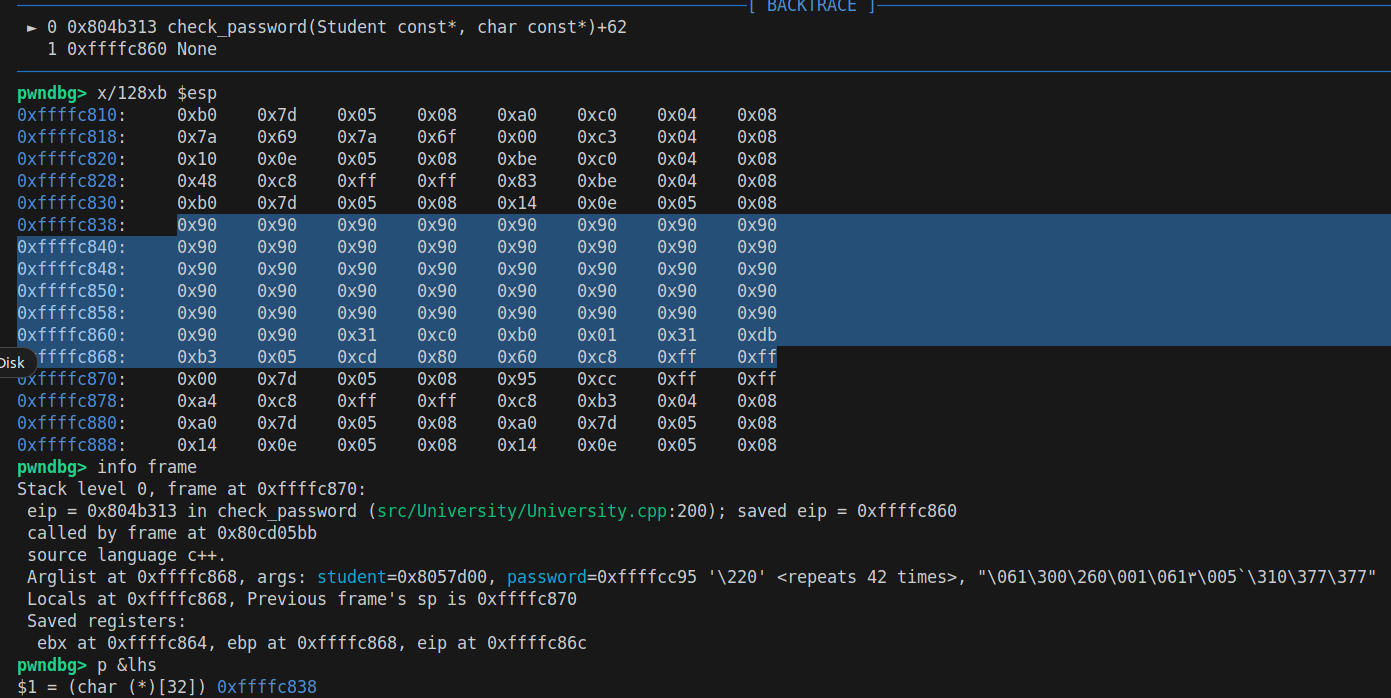 [ BACKTRACE ]
► 0 0x804b313 check_password(Student const*, char const*)+62
1 0xffffc860 None
pwndbg> x/128xb $esp
0xffffc810: 0xb0 0x7d 0x05 0x08 0xa0 0xc0 0x04 0x08
0xffffc818: 0x7a 0x69 0x7a 0x6f 0x00 0xc3 0x04 0x08
0xffffc820: 0x10 0x0e 0x05 0x08 0xbe 0xc0 0x04 0x08
0xffffc828: 0x48 0xc8 0xff 0xff 0x83 0xbe 0x04 0x08
0xffffc830: 0xb0 0x7d 0x05 0x08 0x14 0x0e 0x05 0x08
0xffffc838: 0x90 0x90 0x90 0x90 0x90 0x90 0x90 0x90
0xffffc840: 0x90 0x90 0x90 0x90 0x90 0x90 0x90 0x90
0xffffc848: 0x90 0x90 0x90 0x90 0x90 0x90 0x90 0x90
0xffffc850: 0x90 0x90 0x90 0x90 0x90 0x90 0x90 0x90
0xffffc858: 0x90 0x90 0x90 0x90 0x90 0x90 0x90 0x90
0xffffc860: 0x90 0x90 0x31 0xc0 0xb0 0x01 0x31 0xdb
Disk ffffc868: 0xb3 0x05 0xcd 0x80 0x60 0xc8 0xff 0xff
0xffffc870: 0x00 0x7d 0x05 0x08 0x95 0xcc 0xff 0xff
0xffffc878: 0xa4 0xc8 0xff 0xff 0xc8 0xb3 0x04 0x08
0xffffc880: 0xa0 0x7d 0x05 0x08 0xa0 0x7d 0x05 0x08
0xffffc888: 0x14 0x0e 0x05 0x08 0x14 0x0e 0x05 0x08
pwndbg> info frame
Stack level 0, frame at 0xffffc870:
eip = 0x804b313 in check_password (src/University/University.cpp:200); saved eip = 0xffffc860
called by frame at 0x80cd05bb
source language c++.
Arglist at 0xffffc868, args: student=0x8057d00, password=0xffffcc95 '\220' <repeats 42 times>, "\061\300\260\001\061۳\005`\310\377\377"
Locals at 0xffffc868, Previous frame's sp is 0xffffc870
Saved registers:
ebx at 0xffffc864, ebp at 0xffffc868, eip at 0xffffc86c
pwndbg> p &lhs
$1 = (char (*)[32]) 0xffffc838